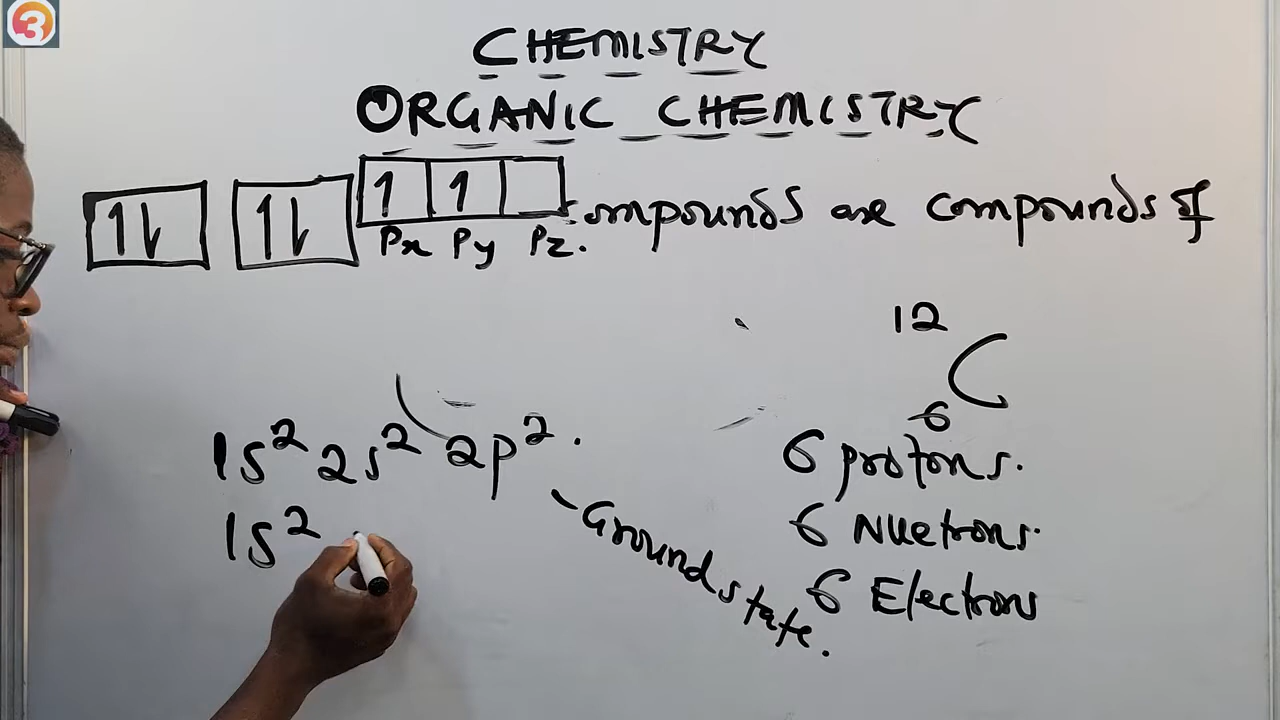 3
CHEMISTRY
ORGANIC CHEMISTRY
1⇂ 1⇂ 1 1 compounds are compounds of
Px Py Pz.
12
C
6
1s² 2s² 2p².
6 protons.
Ground state.
1s²
6 Nuetrons.
6 Electrons